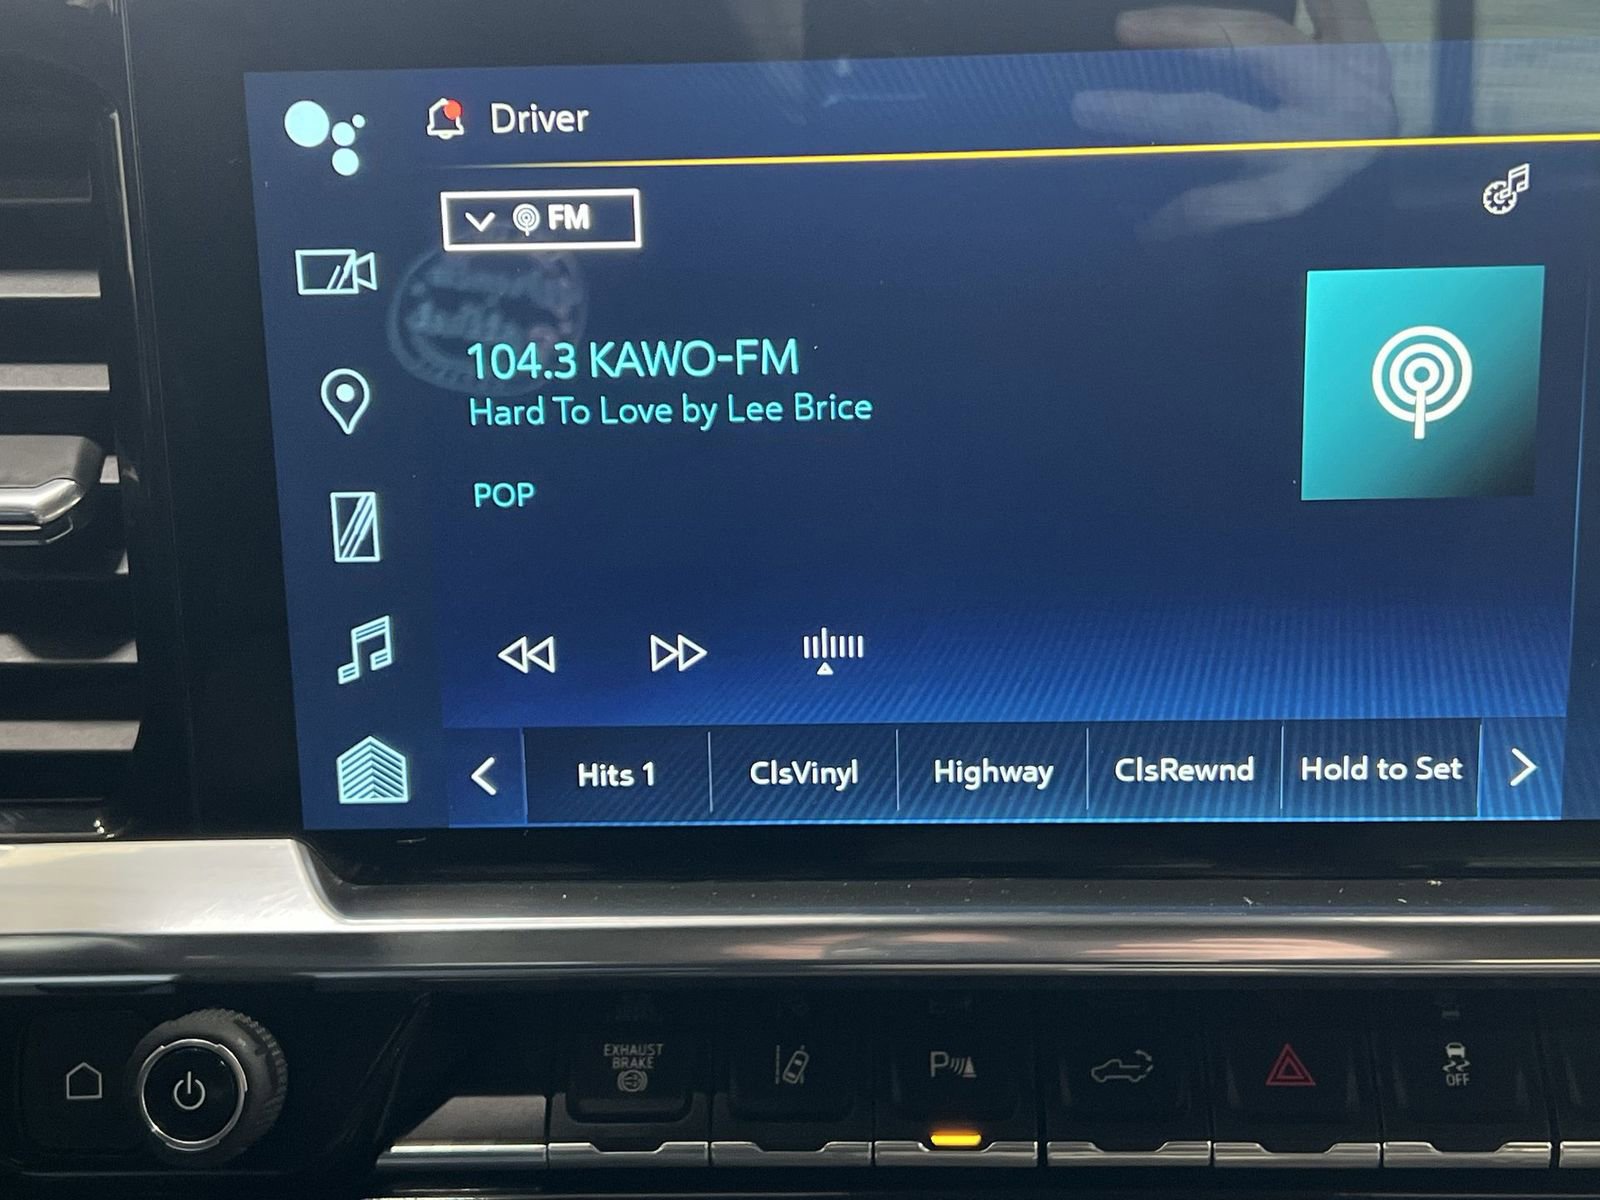 Driver
FM
104.3 KAWO-FM
Hard To Love by Lee Brice
POP
Hits 1
ClsVinyl
Highway
ClsRewnd
Hold to Set
EXHAUST
BRAKE
P
OFF